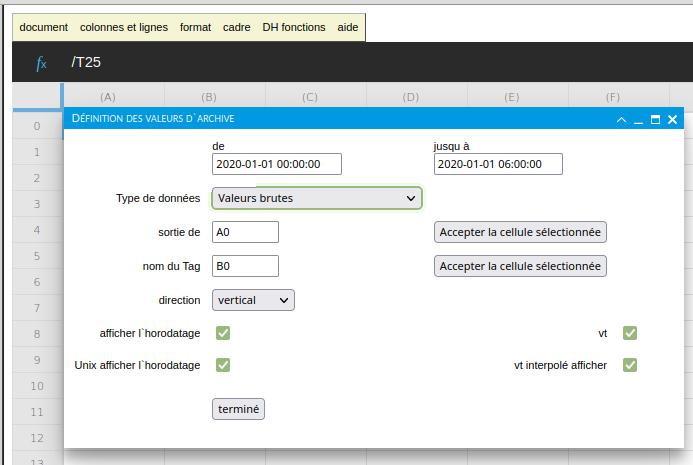 document colonnes et lignes format cadre DH fonctions aide
fx /T25
(A) (B) (C) (D) (E) (F)
DÉFINITION DES VALEURS D`ARCHIVE
0
de jusqu à
1 2020-01-01 00:00:00 2020-01-01 06:00:00
2
3 Type de données Valeurs brutes
4 sortie de A0 Accepter la cellule sélectionnée
5 nom du Tag B0 Accepter la cellule sélectionnée
6
7 direction vertical
8 afficher l`horodatage vt
9 Unix afficher l`horodatage vt interpolé afficher
10
11 terminé
12
13